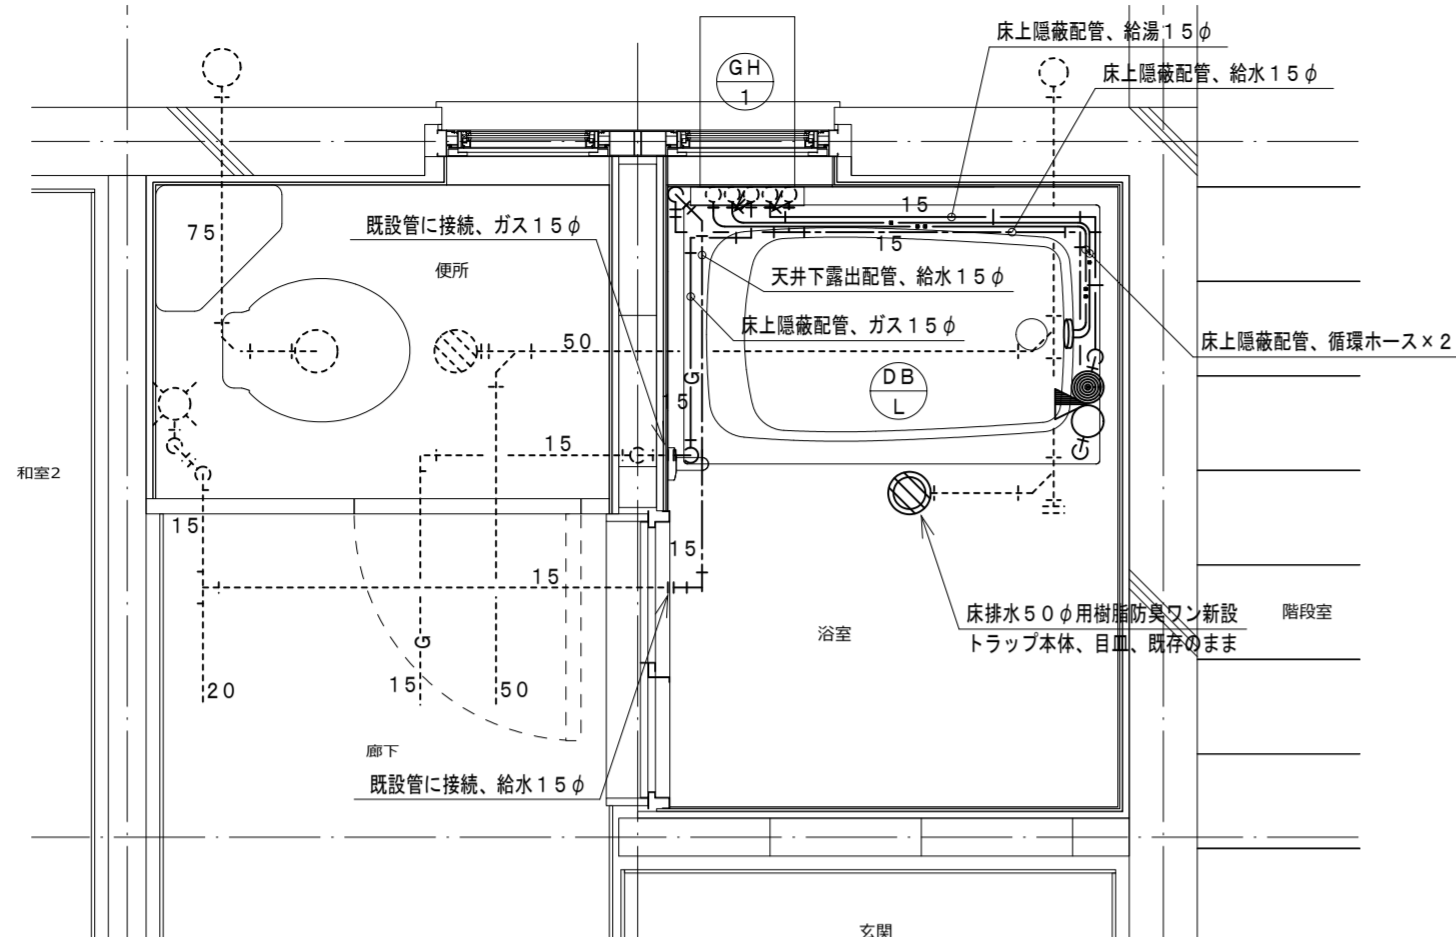 床上隠蔽配管、給湯15φ
GH
1
床上隠蔽配管、給水15φ
75
既設管に接続、ガス15φ
15
15
便所
天井下露出配管、給水15φ
床上隠蔽配管、ガス15φ
50
床上隠蔽配管、循環ホース×2
G
DB
L
15
15
和室2
15
15
15
床排水50φ用樹脂防臭ワン新設
トラップ本体、目皿、既存のまま
階段室
浴室
G
20
15
50
廊下
既設管に接続、給水15φ
玄関